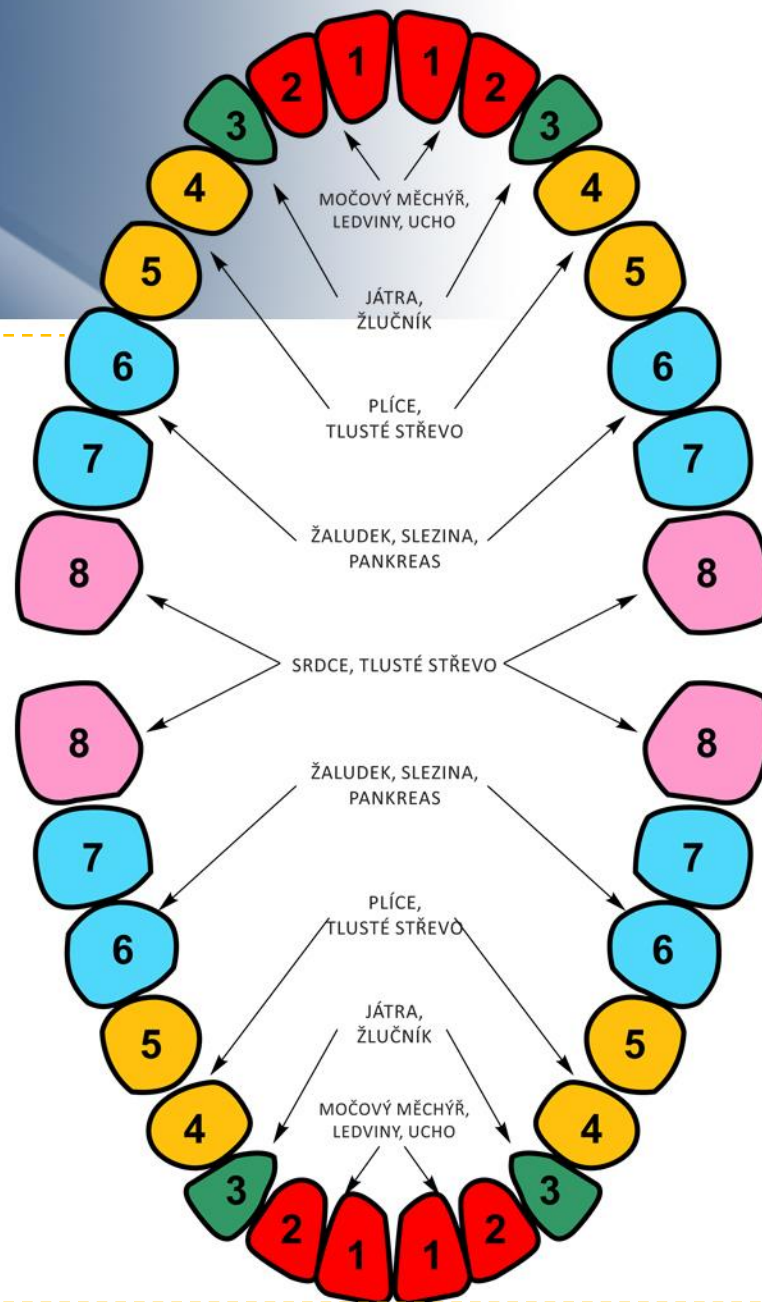 1 1
2 2
3 3
4 4
MOČOVÝ MĚCHÝŘ,
LEDVINY, UCHO
5 5
JÁTRA,
ŽLUČNÍK
6 6
PLÍCE,
TLUSTÉ STŘEVO
7 7
ŽALUDEK, SLEZINA,
PANKREAS
8 8
SRDCE, TLUSTÉ STŘEVO
8 8
ŽALUDEK, SLEZINA,
PANKREAS
7 7
PLÍCE,
TLUSTÉ STŘEVO
6 6
JÁTRA,
ŽLUČNÍK
5 5
MOČOVÝ MĚCHÝŘ,
LEDVINY, UCHO
4 4
3 3
2 2
1 1